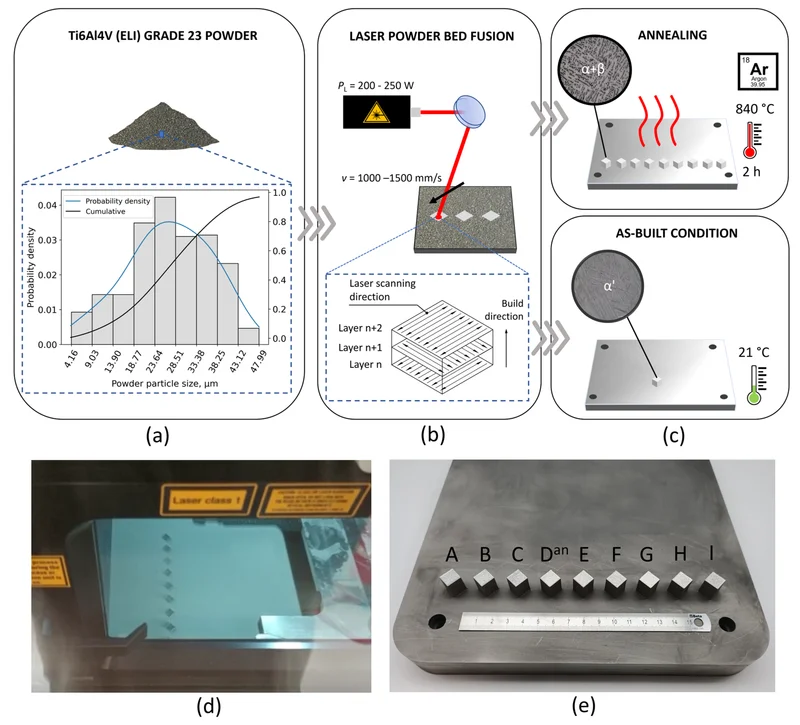 Ti6Al4V (ELI) GRADE 23 POWDER
Probability density
Cumulative
Probability density
0.04
0.03
0.02
0.01
0.00
1.0
0.8
0.6
0.4
0.2
0.0
4.16
9.03
13.90
18.77
23.64
28.51
33.38
38.25
43.12
47.99
Powder particle size, μm
(a)
LASER POWDER BED FUSION
PL = 200 - 250 W
v = 1000 –1500 mm/s
Laser scanning
direction
Build
direction
Layer n+2
Layer n+1
Layer n
(b)
ANNEALING
α+β
18
Ar
Argon
39.95
840 °C
2 h
AS-BUILT CONDITION
α'
21 °C
(c)
Laser class 1
(d)
A B C Dan E F G H I
1 2 3 4 5 6 7 8 9 10 11 12 13 14 15
(e)